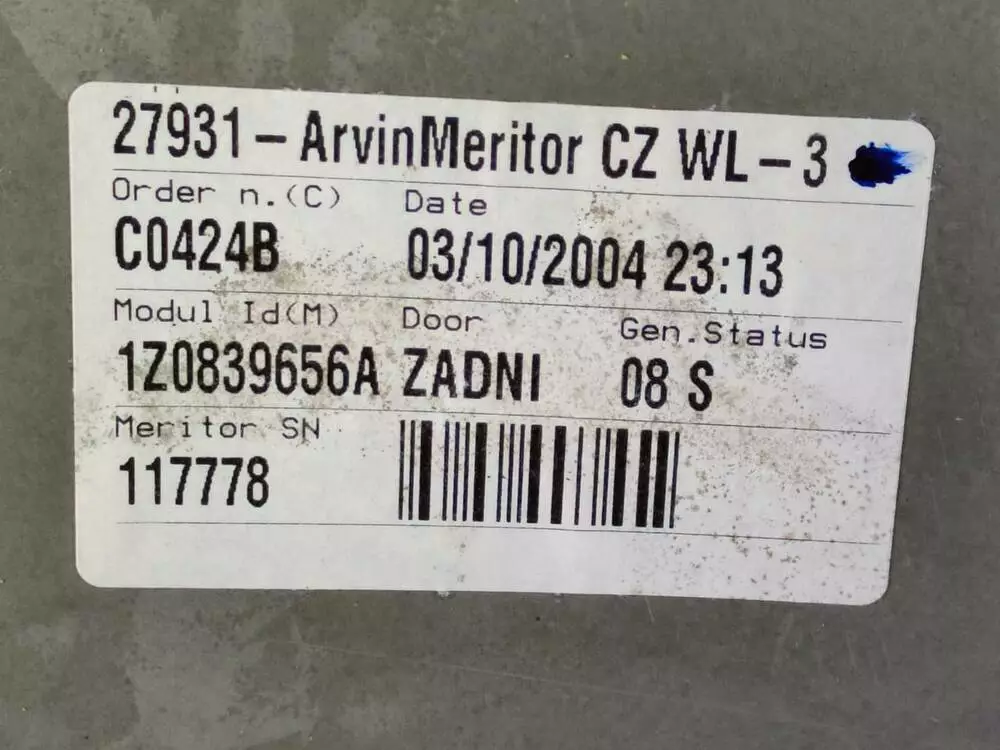 27931-ArvinMeritor CZ WL-3
Order n.(C) Date
C0424B 03/10/2004 23:13
Modul Id(M) Door Gen.Status
1Z0839656A ZADNI 08 S
Meritor SN
117778